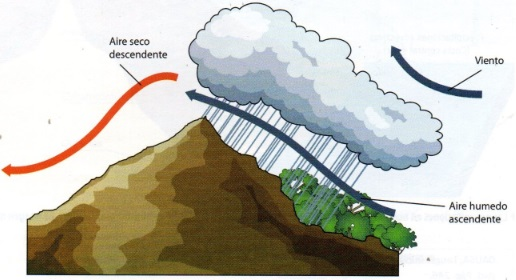 Aire seco
descendente
Viento
Aire humedo
ascendente